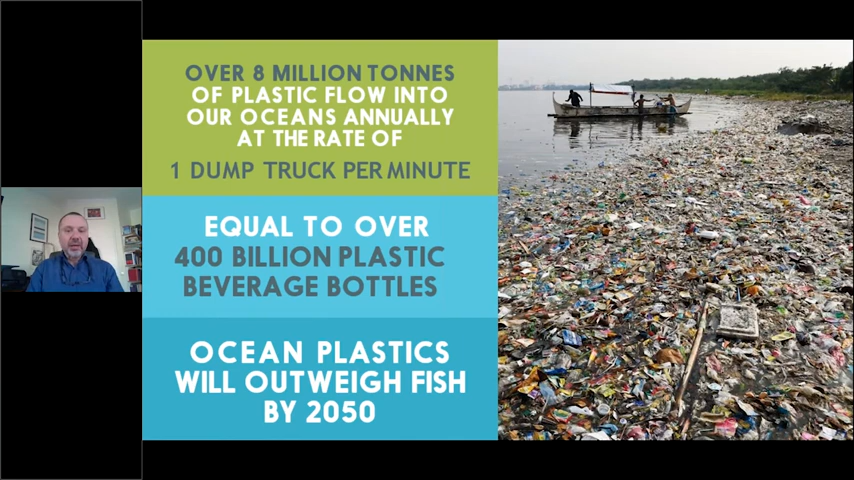 OVER 8 MILLION TONNES
OF PLASTIC FLOW INTO
OUR OCEANS ANNUALLY
AT THE RATE OF
1 DUMP TRUCK PER MINUTE
EQUAL TO OVER
400 BILLION PLASTIC
BEVERAGE BOTTLES
OCEAN PLASTICS
WILL OUTWEIGH FISH
BY 2050